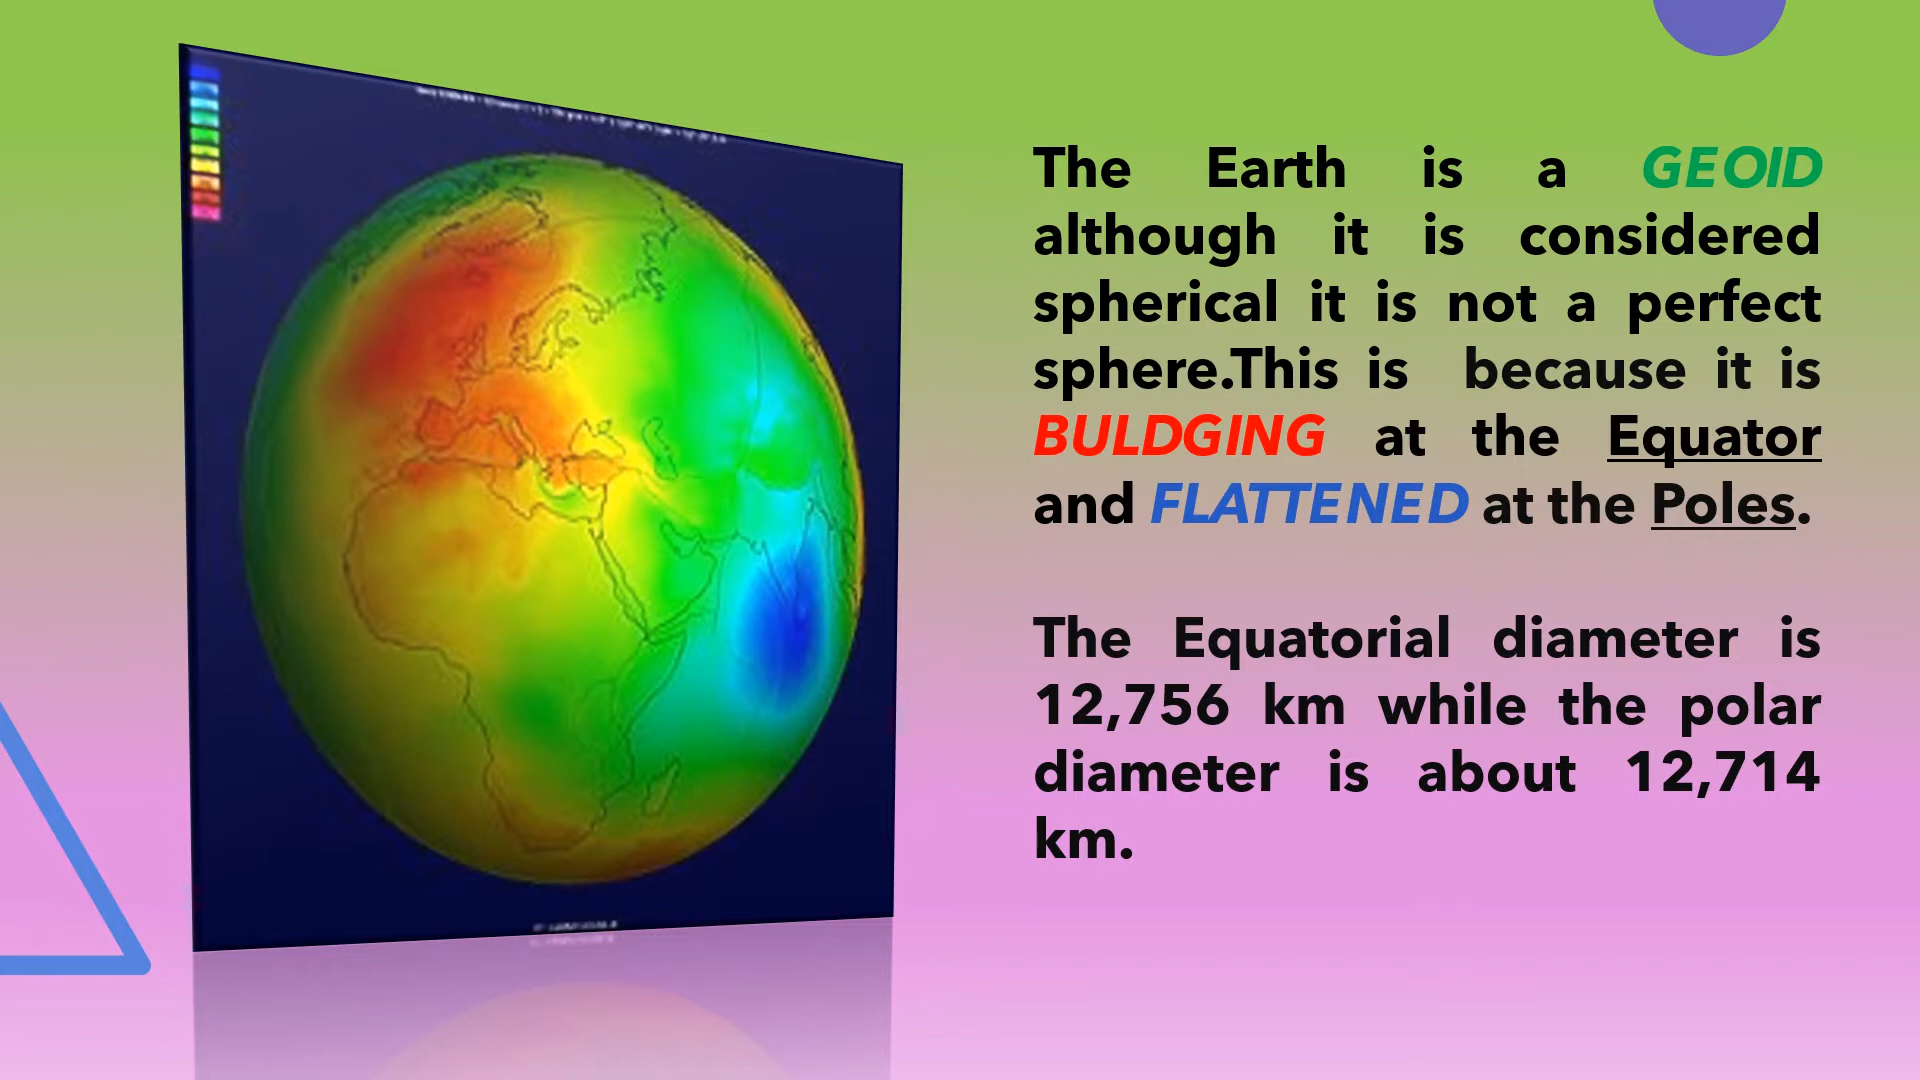 The Earth is a GEOID
although it is considered
spherical it is not a perfect
sphere.This is because it is
BULDGING at the Equator
and FLATTENED at the Poles.
The Equatorial diameter is
12,756 km while the polar
diameter is about 12,714
km.